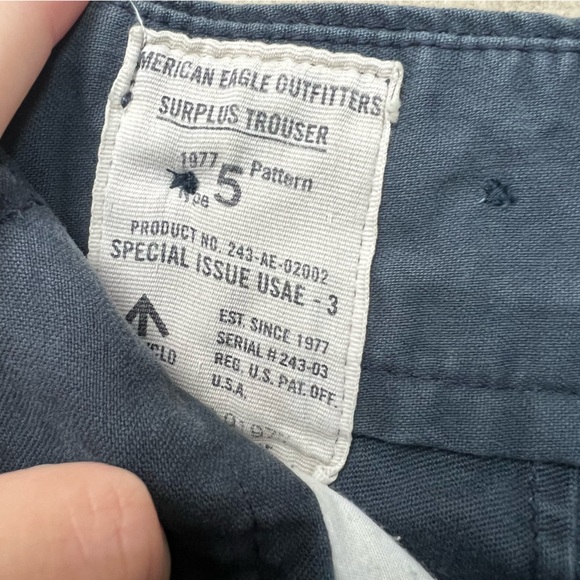 MERICAN EAGLE OUTFITTERS
SURPLUS TROUSER
1977 Pattern
5
PRODUCT NO. 243-AE-02002
SPECIAL ISSUE USAE - 3
EST. SINCE 1977
SERIAL # 243-03
REG. U.S. PAT. OFF.
U.S.A.